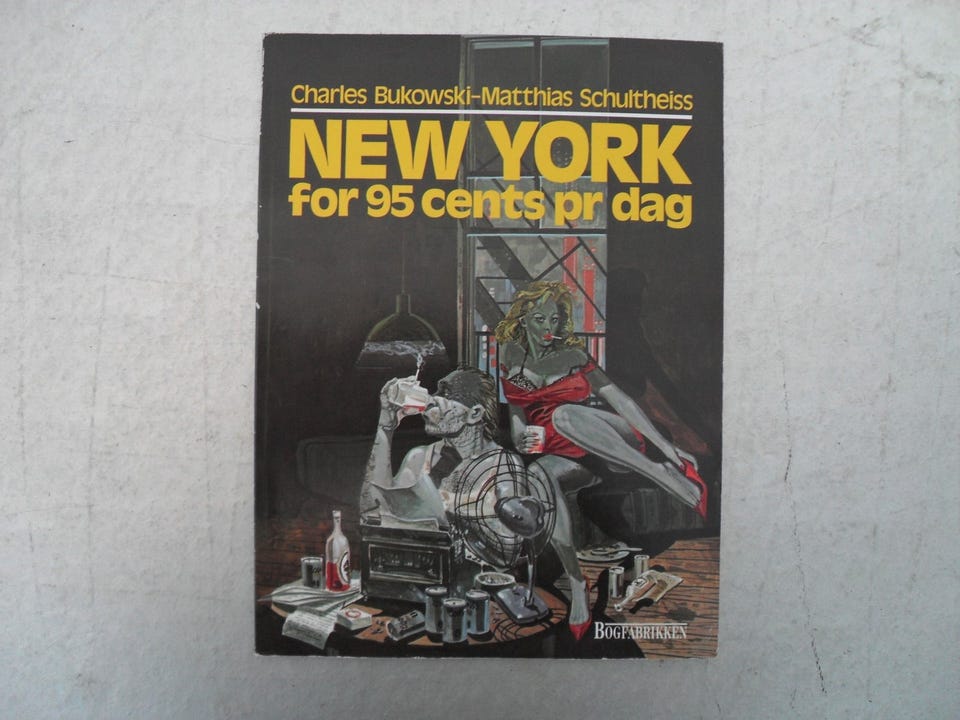 Charles Bukowski-Matthias Schultheiss
NEW YORK
for 95 cents pr dag
BOGFABRIKKEN